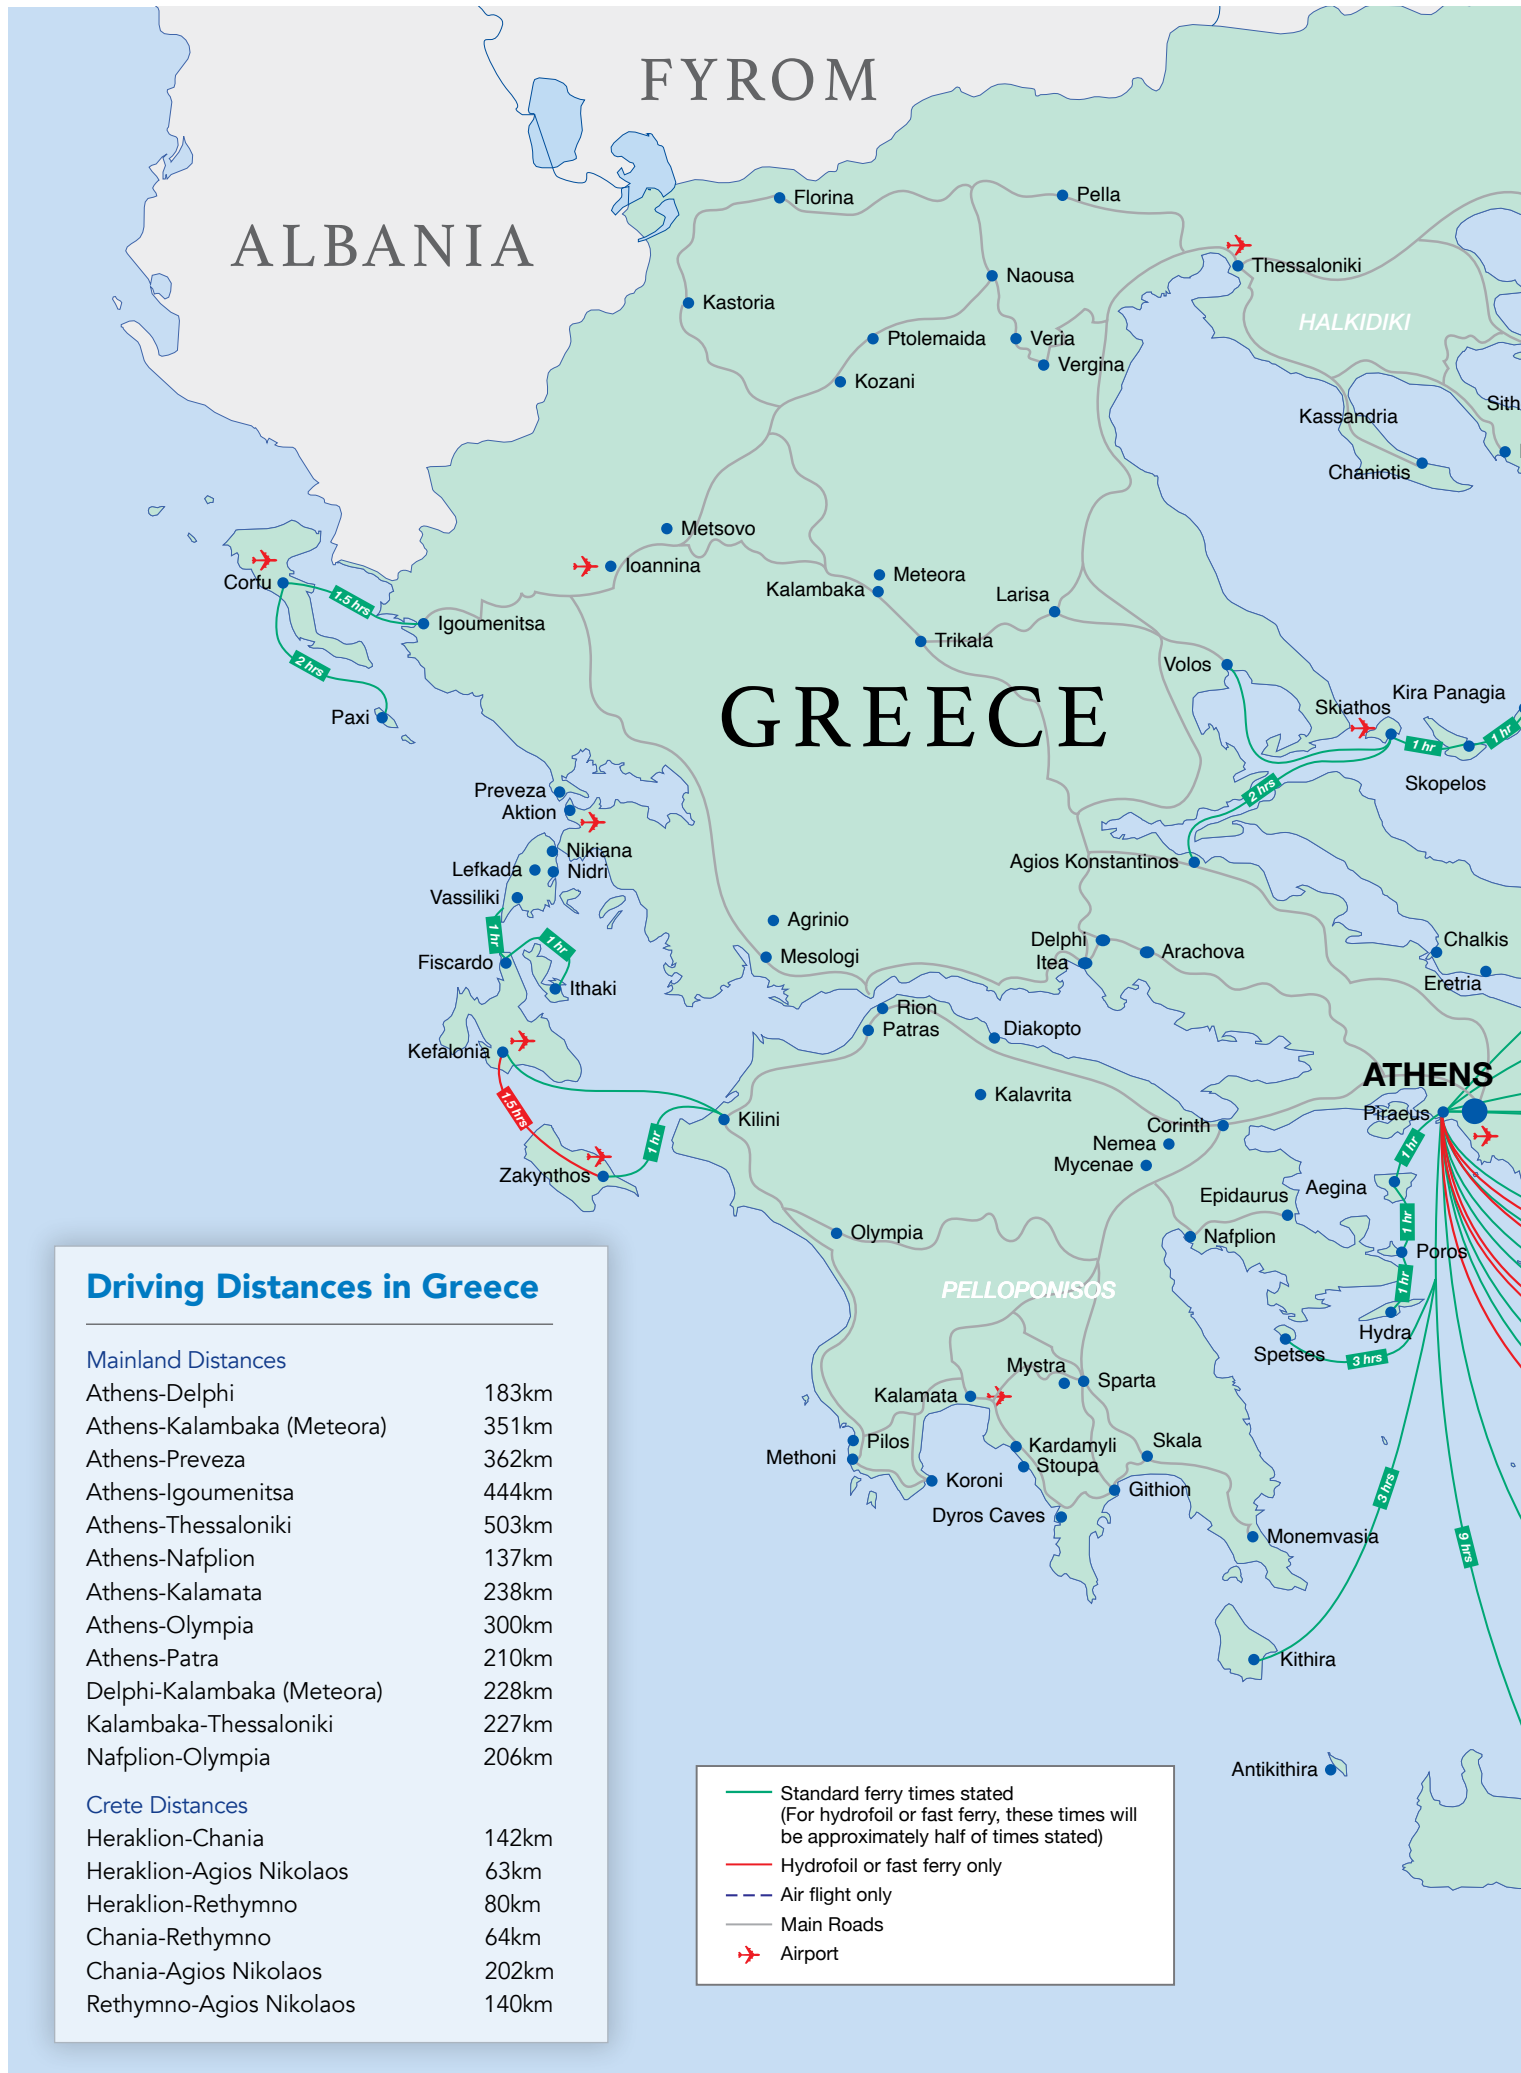 FYROM
ALBANIA
Florina
Pella
Thessaloniki
Naousa
Kastoria
HALKIDIKI
Ptolemaida
Veria
Vergina
Kozani
Kassandria
Sith
Chaniotis
Metsovo
Ioannina
Meteora
Kalambaka
Larisa
Corfu
1.5 hrs
Igoumenitsa
Trikala
2 hrs
Volos
Paxi
GREECE
Kira Panagia
Skiathos
1 hr
1 hr
Skopelos
2 hrs
Preveza
Aktion
Nikiana
Lefkada
Nidri
Agios Konstantinos
Vassiliki
Agrinio
1 hr
1 hr
Delphi
Arachova
Chalkis
Fiscardo
Mesologi
Itea
Eretria
Ithaki
Rion
Patras
Diakopto
Kefalonia
ATHENS
Kalavrita
Piraeus
1.5 hrs
Kilini
Corinth
1 hr
Nemea
1 hr
Mycenae
Zakynthos
Epidaurus
Aegina
1 hr
Olympia
Nafplion
Poros
1 hr
PELLOPONISOS
Hydra
Spetses
3 hrs
Mystra
Sparta
Kalamata
Pilos
Kardamyli
Skala
Methoni
Stoupa
Koroni
Githion
3 hrs
Dyros Caves
Monemvasia
9 hrs
Kithira
Antikithira
Driving Distances in Greece
Mainland Distances
Athens-Delphi 183km
Athens-Kalambaka (Meteora) 351km
Athens-Preveza 362km
Athens-Igoumenitsa 444km
Athens-Thessaloniki 503km
Athens-Nafplion 137km
Athens-Kalamata 238km
Athens-Olympia 300km
Athens-Patra 210km
Delphi-Kalambaka (Meteora) 228km
Kalambaka-Thessaloniki 227km
Nafplion-Olympia 206km
Crete Distances
Heraklion-Chania 142km
Heraklion-Agios Nikolaos 63km
Heraklion-Rethymno 80km
Chania-Rethymno 64km
Chania-Agios Nikolaos 202km
Rethymno-Agios Nikolaos 140km
Standard ferry times stated
(For hydrofoil or fast ferry, these times will
be approximately half of times stated)
Hydrofoil or fast ferry only
Air flight only
Main Roads
Airport